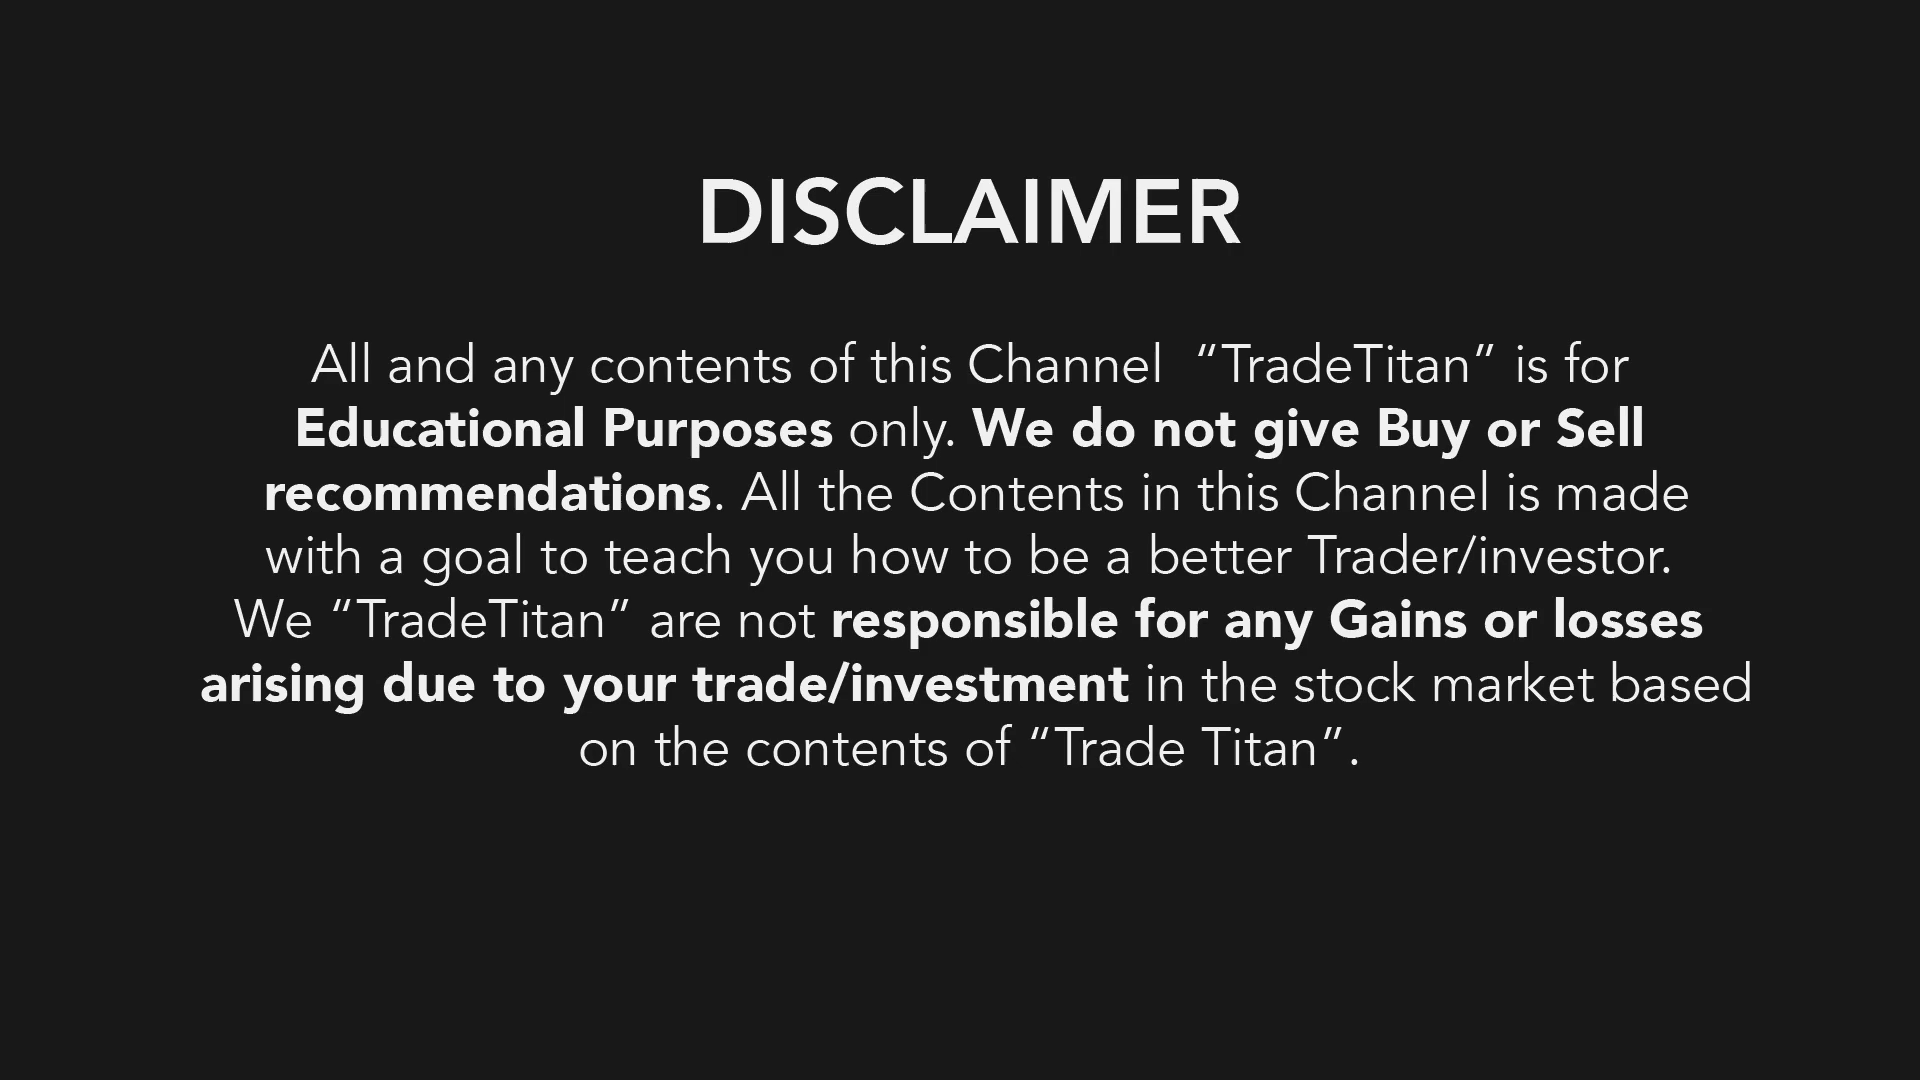 DISCLAIMER
All and any contents of this Channel  “TradeTitan” is for
Educational Purposes only. We do not give Buy or Sell
recommendations. All the Contents in this Channel is made
with a goal to teach you how to be a better Trader/investor.
We “TradeTitan” are not responsible for any Gains or losses
arising due to your trade/investment in the stock market based
on the contents of “Trade Titan”.